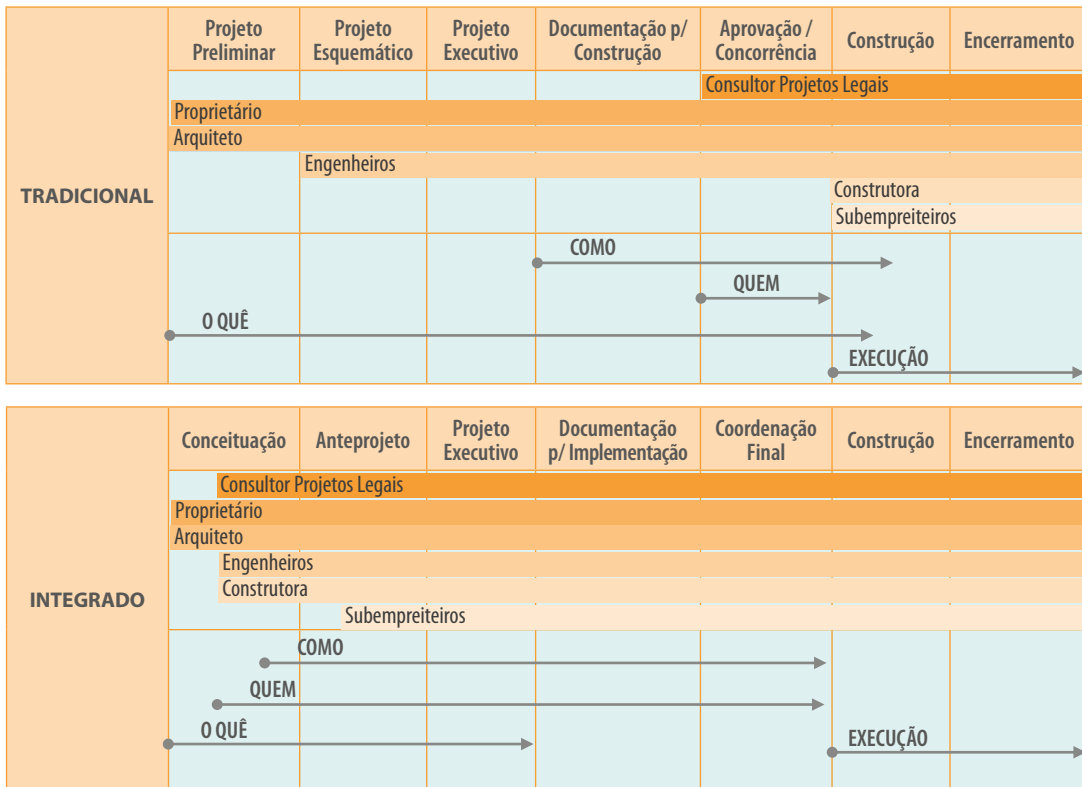 Projeto
Preliminar
Projeto
Esquemático
Projeto
Executivo
Documentação p/
Construção
Aprovação /
Concorrência
Construção
Encerramento
TRADICIONAL
Consultor Projetos Legais
Proprietário
Arquiteto
Engenheiros
Construtora
Subempreiteiros
COMO
QUEM
O QUÊ
EXECUÇÃO
Conceituação
Anteprojeto
Projeto
Executivo
Documentação
p/ Implementação
Coordenação
Final
Construção
Encerramento
INTEGRADO
Consultor Projetos Legais
Proprietário
Arquiteto
Engenheiros
Construtora
Subempreiteiros
COMO
QUEM
O QUÊ
EXECUÇÃO